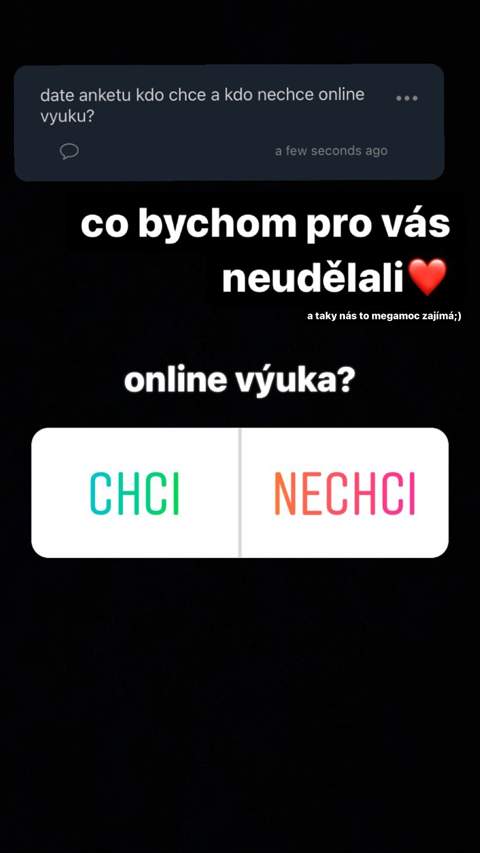 date anketu kdo chce a kdo nechce online
vyuku?
a few seconds ago
co bychom pro vás
neudělali❤️
a taky nás to megamoc zajímá;)
online výuka?
CHCI
NECHCI